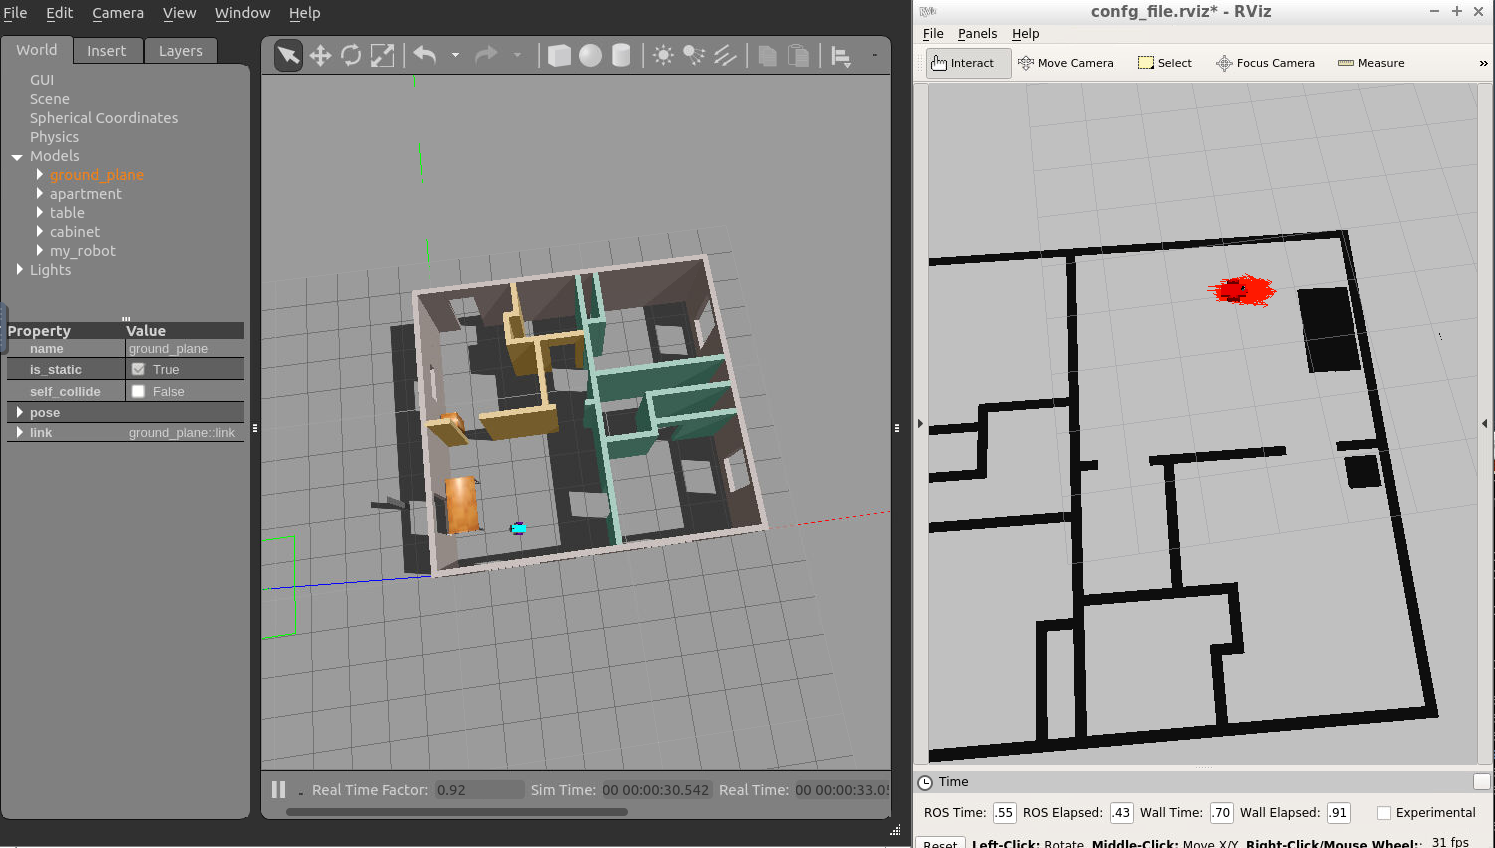 File Edit Camera View Window Help
World Insert Layers
GUI
Scene
Spherical Coordinates
Physics
Models
ground_plane
apartment
table
cabinet
my_robot
Lights
Property Value
name ground_plane
is_static True
self_collide False
pose
link ground_plane::link
Real Time Factor: 0.92 Sim Time: 00 00:00:30.542 Real Time: 00 00:00:33.05
confg_file.rviz* - RViz
File Panels Help
Interact Move Camera Select Focus Camera Measure »
Time
ROS Time: .55 ROS Elapsed: .43 Wall Time: .70 Wall Elapsed: .91 Experimental
Reset Left-Click: Rotate. Middle-Click: Move X/Y. Right-Click/Mouse Wheel: 31 fps